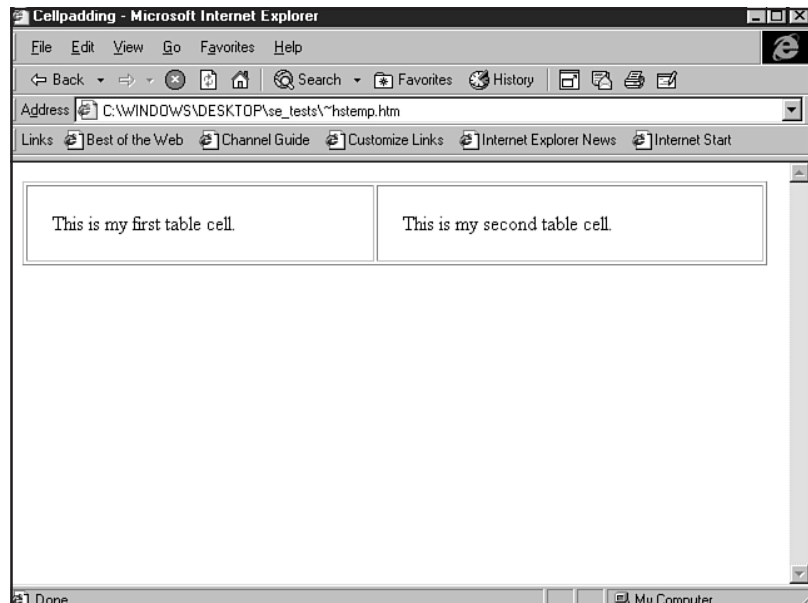 Cellpadding - Microsoft Internet Explorer
File Edit View Go Favorites Help
Back Search Favorites History
Address C:\WINDOWS\DESKTOP\se_tests\~hstemp.htm
Links Best of the Web Channel Guide Customize Links Internet Explorer News Internet Start
This is my first table cell. This is my second table cell.
Done My Computer